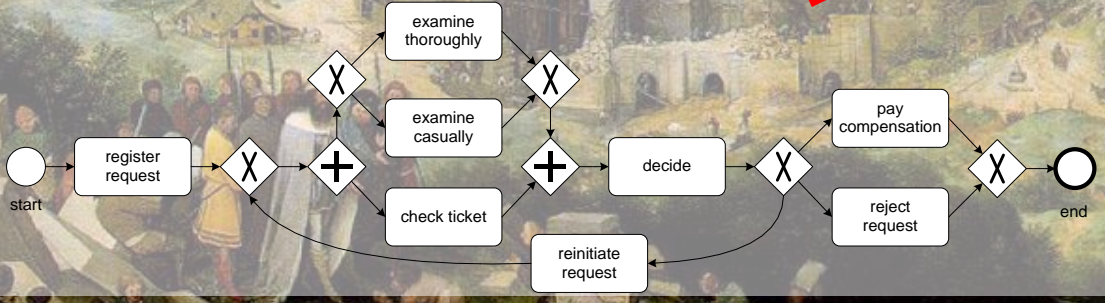 start
register
request
examine
thoroughly
examine
casually
check ticket
decide
reinitiate
request
pay
compensation
reject
request
end